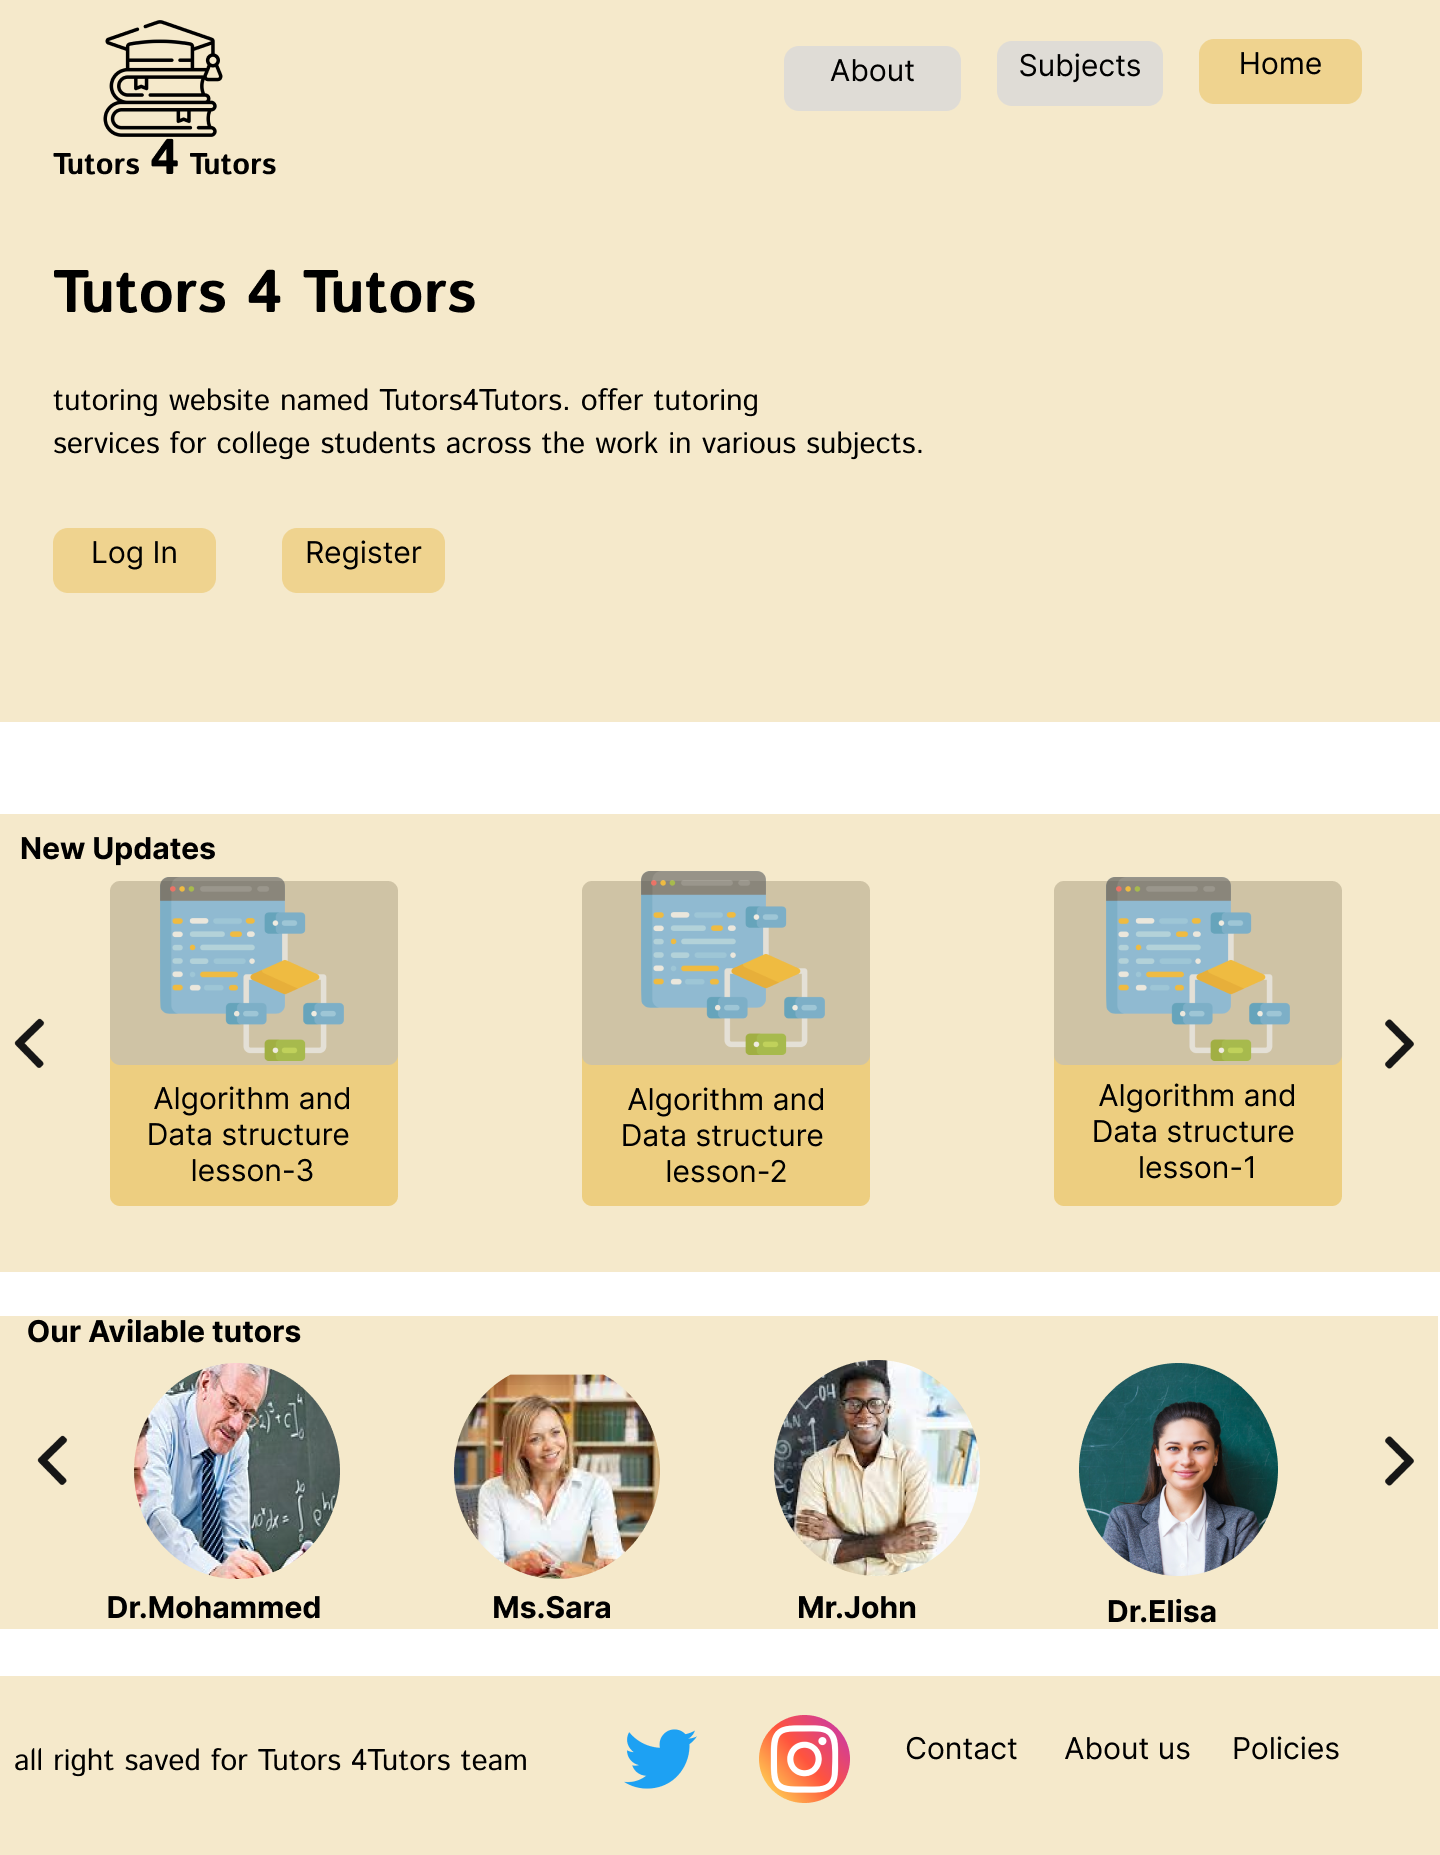 About
Subjects
Home
Tutors 4 Tutors
Tutors 4 Tutors
tutoring website named Tutors4Tutors. offer tutoring
services for college students across the work in various subjects.
Log In
Register
New Updates
Algorithm and
Data structure
lesson-3
Algorithm and
Data structure
lesson-2
Algorithm and
Data structure
lesson-1
Our Avilable tutors
Dr.Mohammed
Ms.Sara
Mr.John
Dr.Elisa
all right saved for Tutors 4Tutors team
Contact
About us
Policies